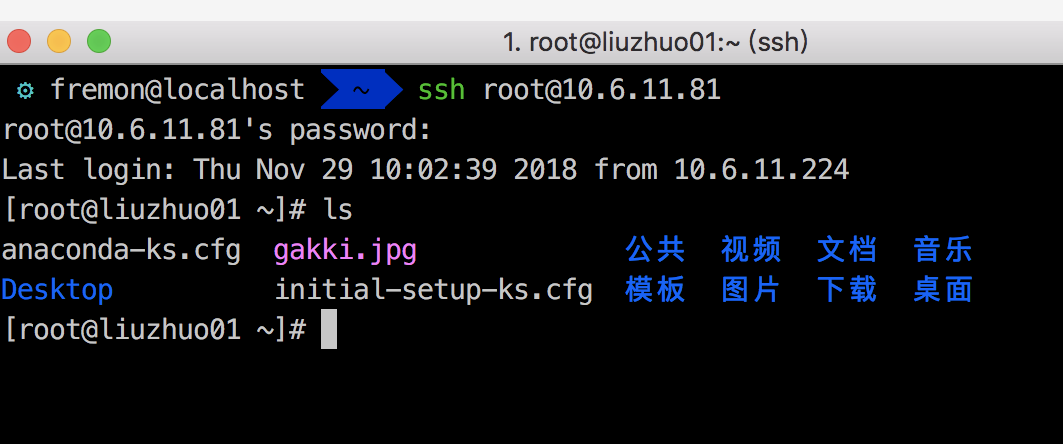 1. root@liuzhuo01:~ (ssh)
⚙ fremon@localhost ~ ssh root@10.6.11.81
root@10.6.11.81's password:
Last login: Thu Nov 29 10:02:39 2018 from 10.6.11.224
[root@liuzhuo01 ~]# ls
anaconda-ks.cfg gakki.jpg 公共 视频 文档 音乐
Desktop initial-setup-ks.cfg 模板 图片 下载 桌面
[root@liuzhuo01 ~]#